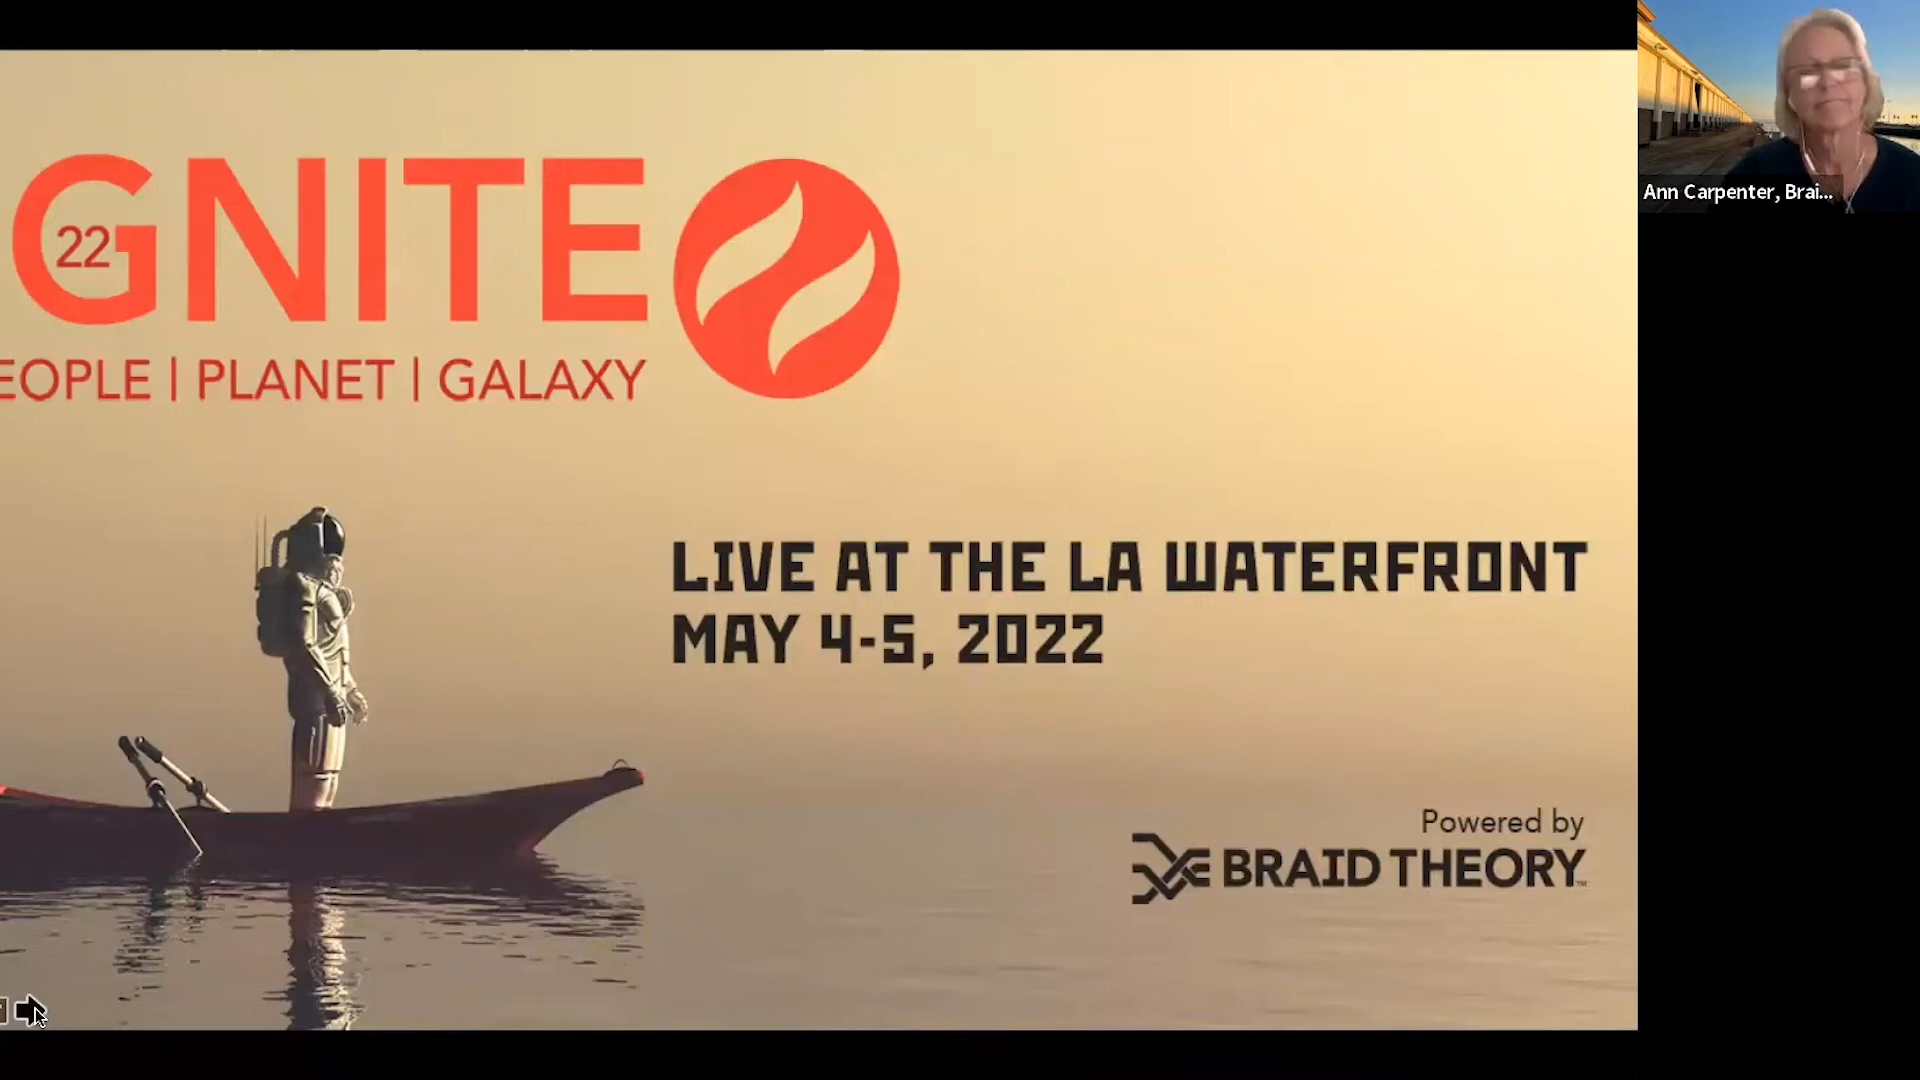 GNITE
22
EOPLE | PLANET | GALAXY
LIVE AT THE LA WATERFRONT
MAY 4-5, 2022
Powered by
BRAID THEORY™
Ann Carpenter, Brai...